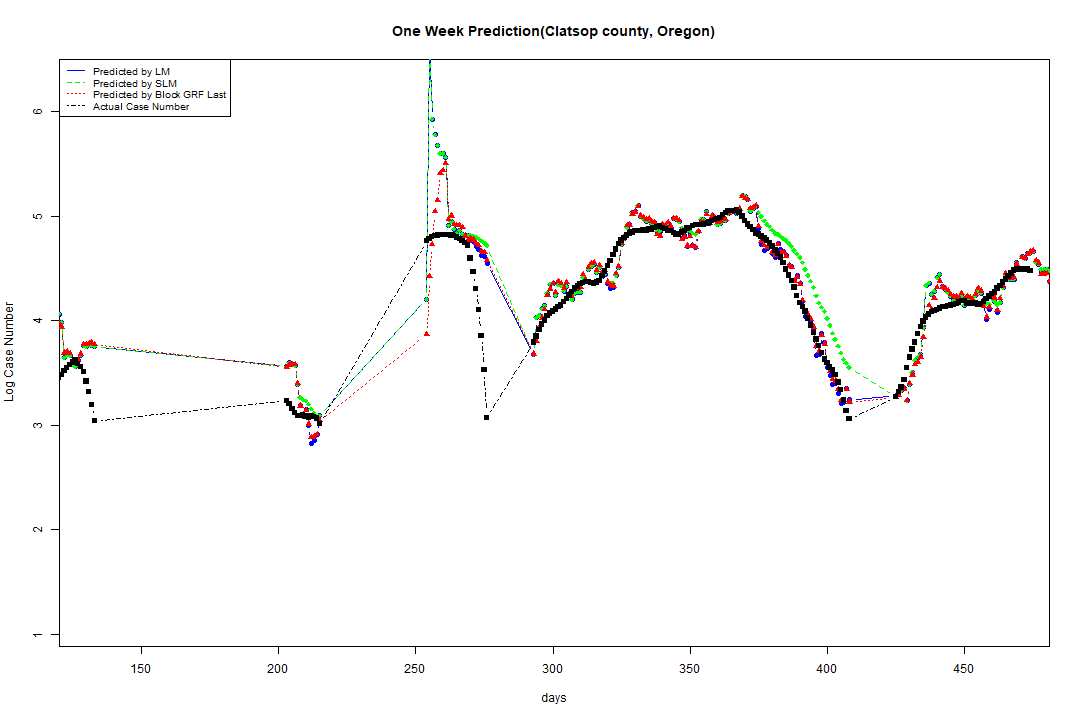 One Week Prediction(Clatsop county, Oregon)
Predicted by LM
Predicted by SLM
Predicted by Block GRF Last
Actual Case Number
Log Case Number
6
5
4
3
2
1
150 200 250 300 350 400 450
days